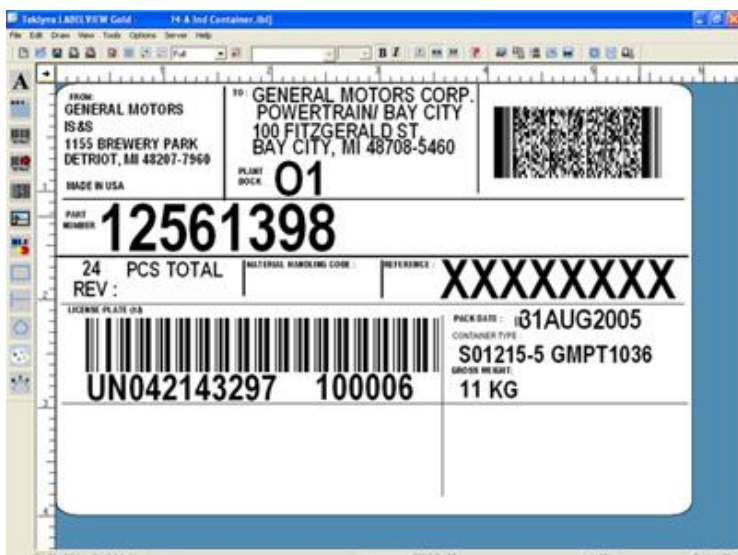 Teklynx LABELVIEW Gold
14-A Ind Container.lbl]
File Edit Draw View Tools Options Server Help
Full
B I
FROM:
GENERAL MOTORS
IS&S
1155 BREWERY PARK
DETRIOT, MI 48207-7960
MADE IN USA
TO: GENERAL MOTORS CORP.
POWERTRAIN/ BAY CITY
100 FITZGERALD ST
BAY CITY, MI 48708-5460
PLANT
DOCK 01
PART
NUMBER 12561398
24 PCS TOTAL
REV :
MATERIAL HANDLING CODE :
REFERENCE : XXXXXXXX
LICENSE PLATE (1J)
UN042143297 100006
PACK DATE : 31AUG2005
CONTAINER TYPE :
S01215-5 GMPT1036
GROSS WEIGHT:
11 KG